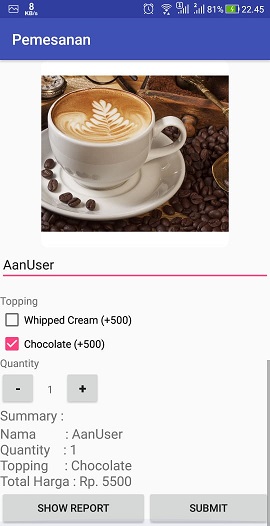 8
KB/s
81%
22.45
Pemesanan
AanUser
Topping
Whipped Cream (+500)
Chocolate (+500)
Quantity
- 1 +
Summary :
Nama : AanUser
Quantity : 1
Topping : Chocolate
Total Harga : Rp. 5500
SHOW REPORT SUBMIT